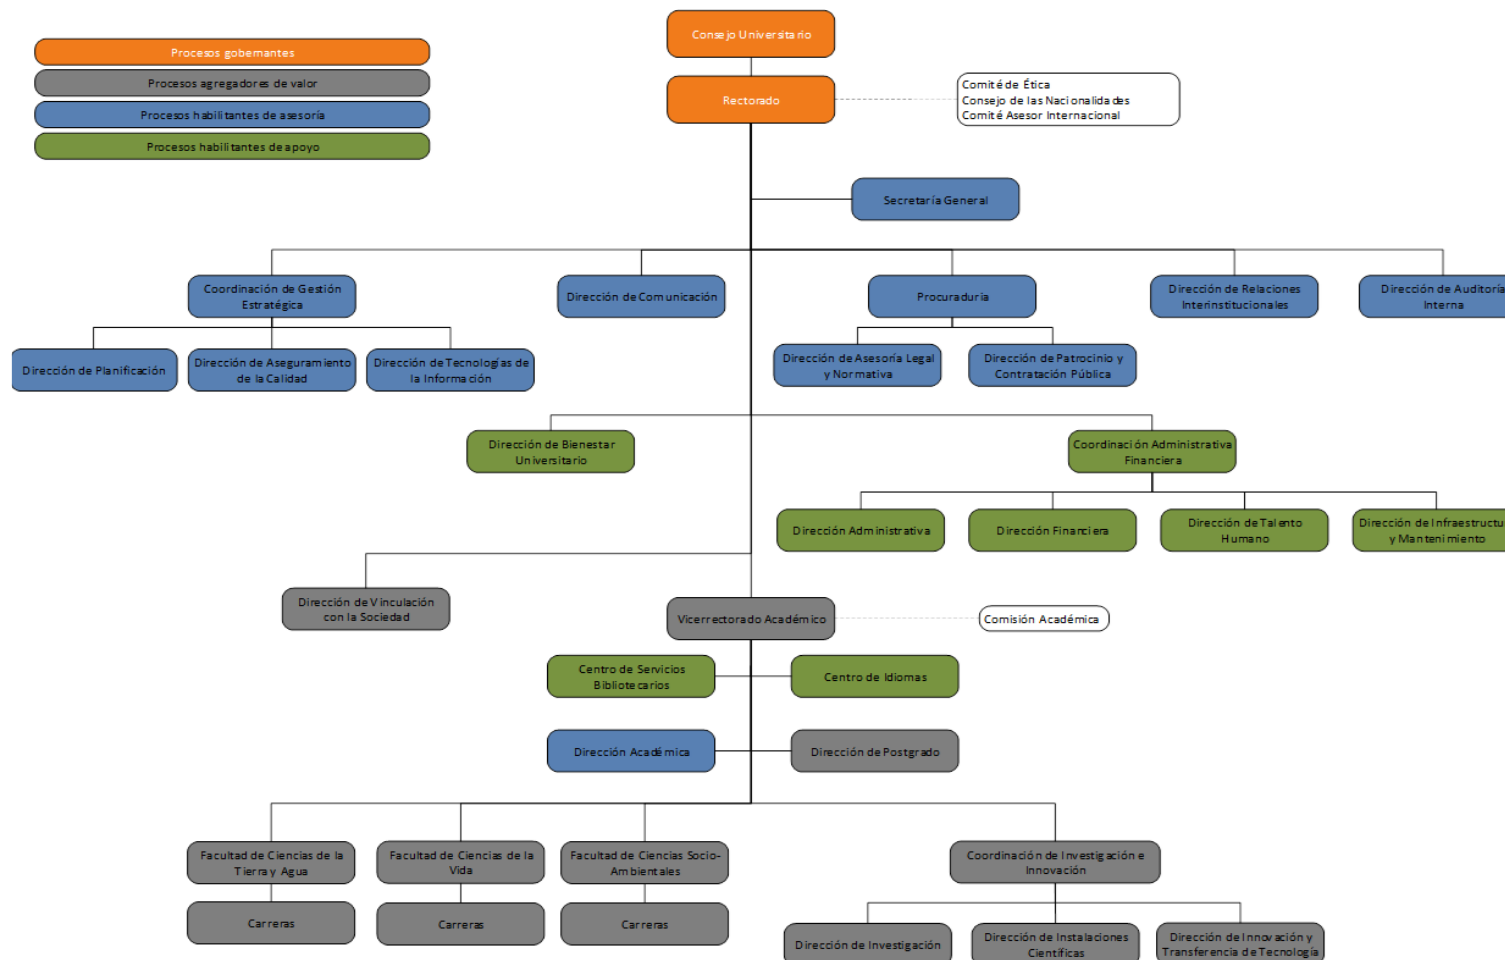 Consejo Universitario
Procesos gobernantes
Procesos agregadores de valor
Procesos habilitantes de asesoría
Procesos habilitantes de apoyo
Rectorado
Comité de Ética
Consejo de las Nacionalidades
Comité Asesor Internacional
Secretaría General
Coordinación de Gestión
Estratégica
Dirección de Comunicación
Procuraduria
Dirección de Relaciones
Interinstitucionales
Dirección de Auditoría
Interna
Dirección de Planificación
Dirección de Aseguramiento
de la Calidad
Dirección de Tecnologías de
la Información
Dirección de Asesoría Legal
y Normativa
Dirección de Patrocinio y
Contratación Pública
Dirección de Bienestar
Universitario
Coordinación Administrativa
Financiera
Dirección Administrativa
Dirección Financiera
Dirección de Talento
Humano
Dirección de Infraestructu
y Mantenimiento
Dirección de Vinculación
con la Sociedad
Vicerrectorado Académico
Comisión Académica
Centro de Servicios
Bibliotecarios
Centro de Idiomas
Dirección Académica
Dirección de Postgrado
Facultad de Ciencias de la
Tierra y Agua
Facultad de Ciencias de la
Vida
Facultad de Ciencias Socio-
Ambientales
Coordinación de Investigación e
Innovación
Carreras
Carreras
Carreras
Dirección de Investigación
Dirección de Instalaciones
Científicas
Dirección de Innovación y
Transferencia de Tecnología